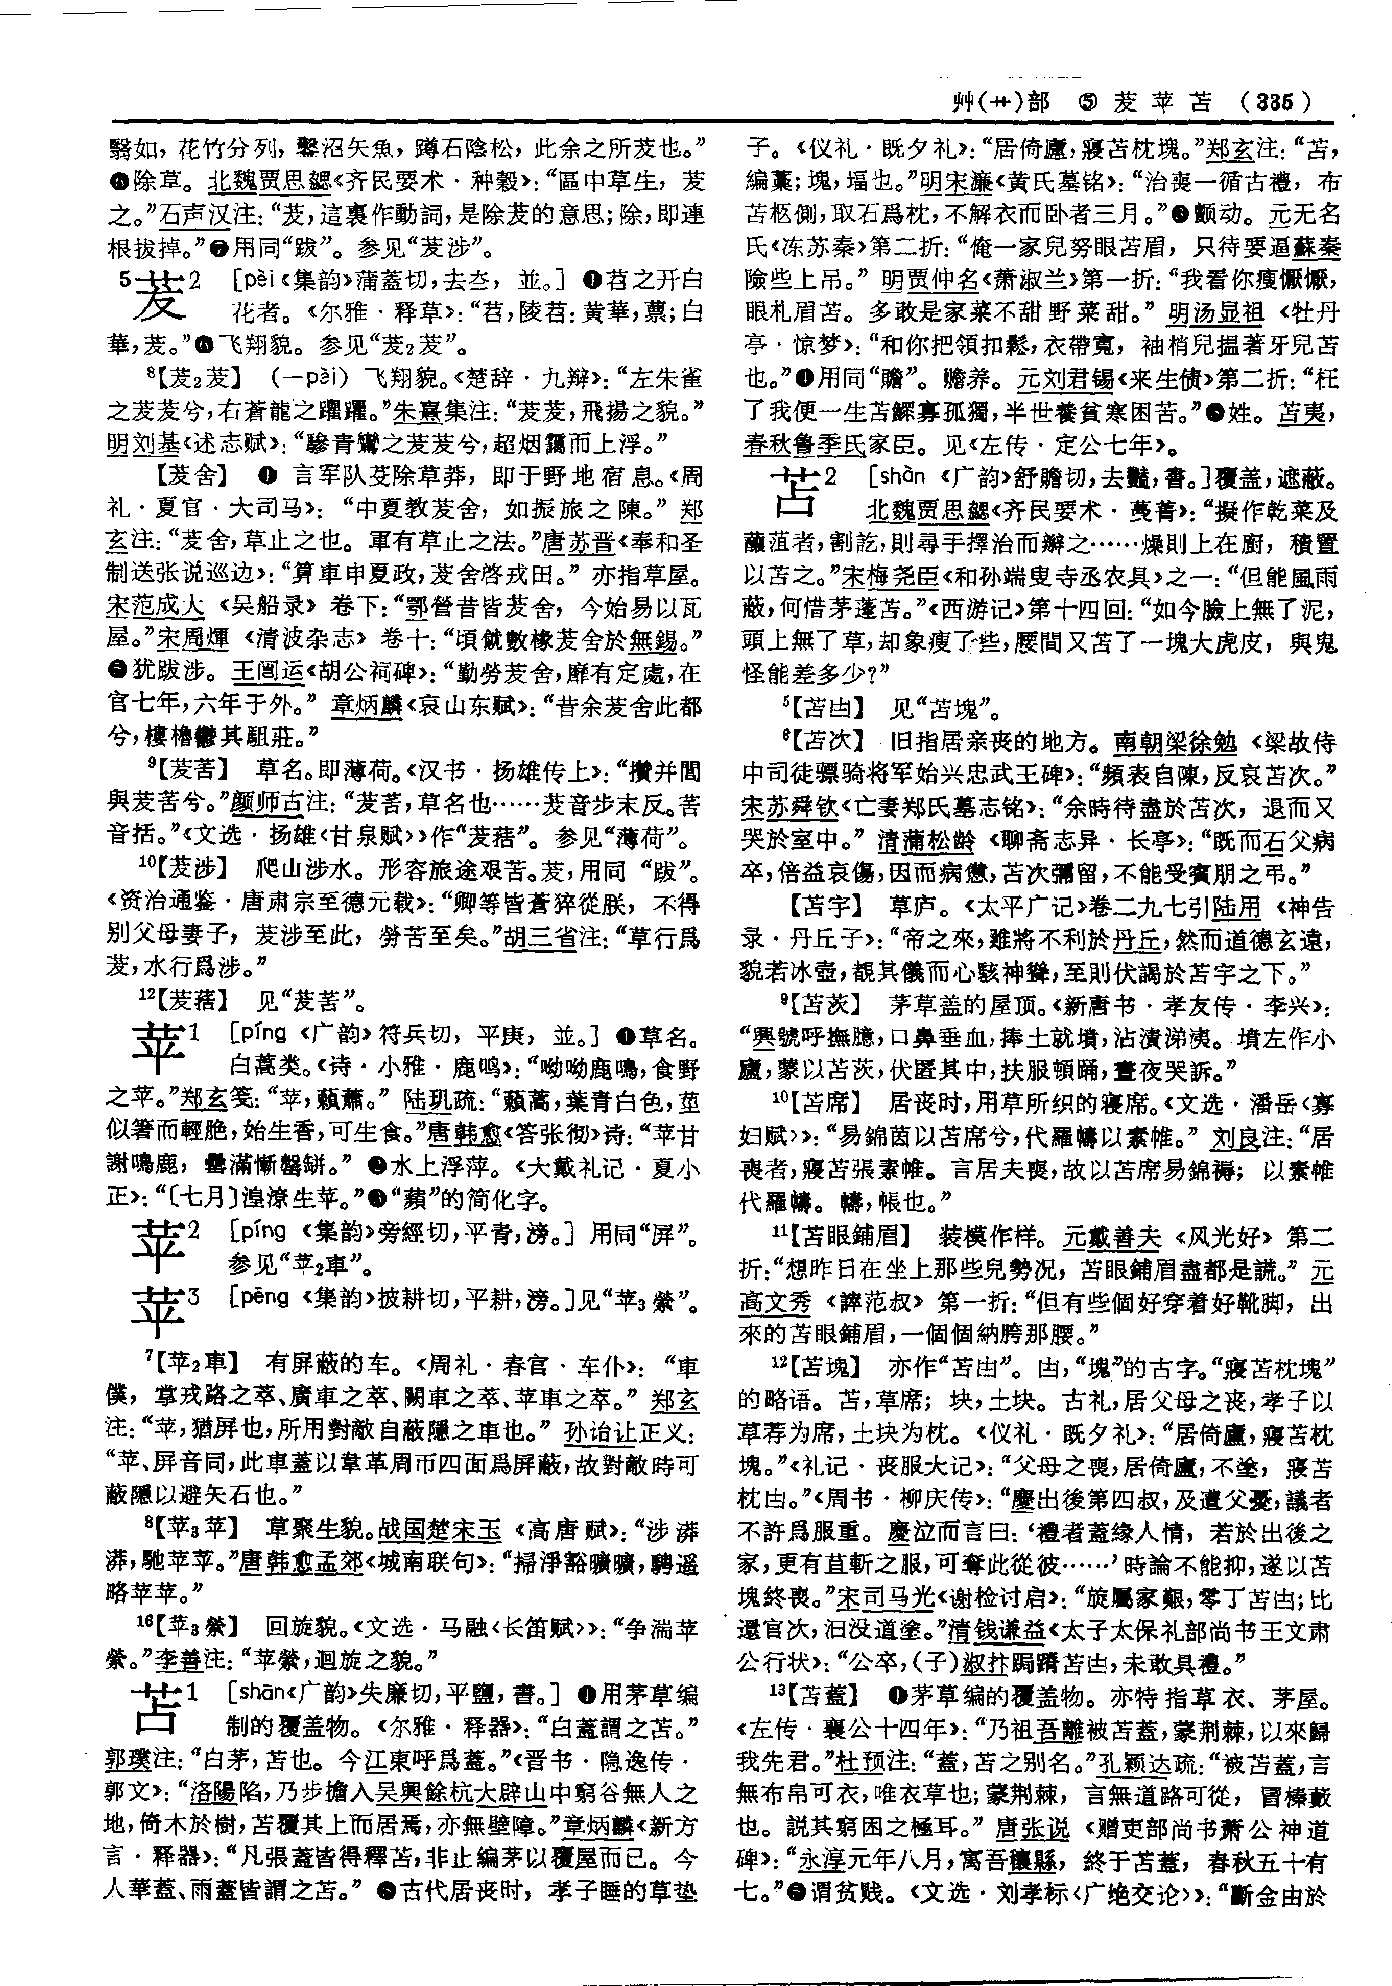 艸(艹)部 ⑤ 茇 苹 苫 (335)
翳如，花竹分列，罄沼矢魚，蹲石陰松，此余之所茇也。”
❻除草。北魏贾思勰《齐民要术·种穀》：“區中草生，茇
之。”石声汉注：“茇，這裏作動詞，是除茇的意思；除，即連
根拔掉。”❼用同“跋”。参见“茇涉”。
5茇2 [pèi《集韵》蒲蓋切，去夳，並。] ❶苕之开白
花者。《尔雅·释草》：“苕，陵苕：黄華，蔈；白
華，茇。”❷飞翔貌。参见“茇₂茇”。
⁸【茇₂茇】 （—pèi）飞翔貌。《楚辞·九辩》：“左朱雀
之茇茇兮，右蒼龍之躍躍。”朱熹集注：“茇茇，飛揚之貌。”
明刘基《述志赋》：“驂青鸞之茇茇兮，超烟靄而上浮。”
【茇舍】 ❶ 言军队芟除草莽，即于野地宿息。《周
礼·夏官·大司马》：“中夏教茇舍，如振旅之陳。”郑
玄注：“茇舍，草止之也。軍有草止之法。”唐苏晋《奉和圣
制送张说巡边》：“算車申夏政，茇舍啓戎田。”亦指草屋。
宋范成大《吴船录》卷下：“鄂營昔皆茇舍，今始易以瓦
屋。”宋周煇《清波杂志》卷十：“頃僦數椽茇舍於無錫。”
❷犹跋涉。王闿运《胡公祠碑》：“勤勞茇舍，靡有定處，在
官七年，六年于外。”章炳麟《哀山东赋》：“昔余茇舍此都
兮，樓櫓鬱其駔莊。”
⁹【茇苦】 草名。即薄荷。《汉书·扬雄传上》：“攢并閭
與茇苦兮。”颜师古注：“茇苦，草名也……茇音步末反。苦
音括。”《文选·扬雄〈甘泉赋〉》作“茇葀”。参见“薄荷”。
¹⁰【茇涉】 爬山涉水。形容旅途艰苦。茇，用同“跋”。
《资治通鉴·唐肃宗至德元载》：“卿等皆蒼猝從朕，不得
别父母妻子，茇涉至此，勞苦至矣。”胡三省注：“草行爲
茇，水行爲涉。”
¹²【茇葀】 见“茇苦”。
苹1 [píng《广韵》符兵切，平庚，並。] ❶草名。
白蒿类。《诗·小雅·鹿鸣》：“呦呦鹿鳴，食野
之苹。”郑玄笺：“苹，藾蕭。”陆玑疏：“藾蒿，葉青白色，莖
似箸而輕脆，始生香，可生食。”唐韩愈《答张彻》诗：“苹甘
謝鳴鹿，罍滿慚罄缾。”❷水上浮萍。《大戴礼记·夏小
正》：“〔七月〕湟潦生苹。”❸“蘋”的简化字。
苹2 [píng《集韵》旁經切，平青，滂。] 用同“屏”。
参见“苹₂車”。
苹3 [pēng《集韵》披耕切，平耕，滂。]见“苹₃縈”。
⁷【苹₂車】 有屏蔽的车。《周礼·春官·车仆》：“車
僕，掌戎路之萃、廣車之萃、闕車之萃、苹車之萃。”郑玄
注：“苹，猶屏也，所用對敵自蔽隱之車也。”孙诒让正义：
“苹、屏音同，此車蓋以韋革周帀四面爲屏蔽，故對敵時可
蔽隱以避矢石也。”
⁸【苹₃苹】 草聚生貌。战国楚宋玉《高唐赋》：“涉漭
漭，馳苹苹。”唐韩愈孟郊《城南联句》：“掃淨豁曠曠，騁遥
略苹苹。”
¹⁶【苹₃縈】 回旋貌。《文选·马融〈长笛赋〉》：“争湍苹
縈。”李善注：“苹縈，迴旋之貌。”
苫1 [shān《广韵》失廉切，平鹽，書。] ❶用茅草编
制的覆盖物。《尔雅·释器》：“白蓋謂之苫。”
郭璞注：“白茅，苫也。今江東呼爲蓋。”《晋书·隐逸传·
郭文》：“洛陽陷，乃步擔入吴興餘杭大辟山中窮谷無人之
地，倚木於樹，苫覆其上而居焉，亦無壁障。”章炳麟《新方
言·释器》：“凡張蓋皆得釋苫，非止编茅以覆屋而已。今
人華蓋、雨蓋皆謂之苫。”❷古代居丧时，孝子睡的草垫
子。《仪礼·既夕礼》：“居倚廬，寢苫枕塊。”郑玄注：“苫，
編藁；塊，堛也。”明宋濂《黄氏墓铭》：“治喪一循古禮，布
苫柩側，取石爲枕，不解衣而卧者三月。”❸颤动。元无名
氏《冻苏秦》第二折：“俺一家兒努眼苫眉，只待要逼蘇秦
險些上吊。”明贾仲名《萧淑兰》第一折：“我看你瘦懨懨，
眼札眉苫。多敢是家菜不甜野菜甜。”明汤显祖《牡丹
亭·惊梦》：“和你把領扣鬆，衣帶寬，袖梢兒揾著牙兒苫
也。”❹用同“贍”。赡养。元刘君锡《来生债》第二折：“枉
了我便一生苫鰥寡孤獨，半世養貧寒困苦。”❺姓。苫夷，
春秋鲁季氏家臣。见《左传·定公七年》。
苫2 [shàn《广韵》舒贍切，去豔，書。]覆盖，遮蔽。
北魏贾思勰《齐民要术·蔓菁》：“擬作乾菜及
蘸菹者，割訖，則尋手擇治而辮之……燥則上在廚，積置
以苫之。”宋梅尧臣《和孙端叟寺丞农具》之一：“但能風雨
蔽，何惜茅蓬苫。”《西游记》第十四回：“如今臉上無了泥，
頭上無了草，却象瘦了些，腰間又苫了一塊大虎皮，與鬼
怪能差多少？”
⁵【苫凷】 见“苫塊”。
⁶【苫次】 旧指居亲丧的地方。南朝梁徐勉《梁故侍
中司徒骠骑将军始兴忠武王碑》：“頻表自陳，反哀苫次。”
宋苏舜钦《亡妻郑氏墓志铭》：“余時待盡於苫次，退而又
哭於室中。”清蒲松龄《聊斋志异·长亭》：“既而石父病
卒，倍益哀傷，因而病憊，苫次彌留，不能受賓朋之弔。”
【苫宇】 草庐。《太平广记》卷二九七引陆用《神告
录·丹丘子》：“帝之來，雖將不利於丹丘，然而道德玄遠，
貌若冰壺，覩其儀而心駭神聳，至則伏謁於苫宇之下。”
⁹【苫茨】 茅草盖的屋顶。《新唐书·孝友传·李兴》：
“興號呼撫臆，口鼻垂血，捧土就墳，沾漬涕洟。墳左作小
廬，蒙以苫茨，伏匿其中，扶服頓踊，晝夜哭訴。”
¹⁰【苫席】 居丧时，用草所织的寝席。《文选·潘岳〈寡
妇赋〉》：“易錦茵以苫席兮，代羅幬以素帷。”刘良注：“居
喪者，寢苫張素帷。言居夫喪，故以苫席易錦褥；以素帷
代羅幬。幬，帳也。”
¹¹【苫眼鋪眉】 装模作样。元戴善夫《风光好》第二
折：“想昨日在坐上那些兒勢况，苫眼鋪眉盡都是謊。”元
高文秀《谇范叔》第一折：“但有些個好穿着好靴脚，出
來的苫眼鋪眉，一個個納胯那腰。”
¹²【苫塊】 亦作“苫凷”。凷，“塊”的古字。“寢苫枕塊”
的略语。苫，草席；块，土块。古礼，居父母之丧，孝子以
草荐为席，土块为枕。《仪礼·既夕礼》：“居倚廬，寢苫枕
塊。”《礼记·丧服大记》：“父母之喪，居倚廬，不塗，寢苫
枕凷。”《周书·柳庆传》：“慶出後第四叔，及遭父憂，議者
不許爲服重。慶泣而言曰：‘禮者蓋緣人情，若於出後之
家，更有苴斬之服，可奪此從彼……’時論不能抑，遂以苫
塊終喪。”宋司马光《谢检讨启》：“旋屬家艱，零丁苫凷；比
還官次，汩没道塗。”清钱谦益《太子太保礼部尚书王文肃
公行状》：“公卒，（子）淑抃跼蹐苫凷，未敢具禮。”
¹³【苫蓋】 ❶茅草编的覆盖物。亦特指草衣、茅屋。
《左传·襄公十四年》：“乃祖吾離被苫蓋，蒙荆棘，以來歸
我先君。”杜预注：“蓋，苫之别名。”孔颖达疏：“被苫蓋，言
無布帛可衣，唯衣草也；蒙荆棘，言無道路可從，冒榛藪
也。説其窮困之極耳。”唐张说《赠吏部尚书萧公神道
碑》：“永淳元年八月，寓吾穰縣，終于苫蓋，春秋五十有
七。”❷谓贫贱。《文选·刘孝标〈广绝交论〉》：“斷金由於